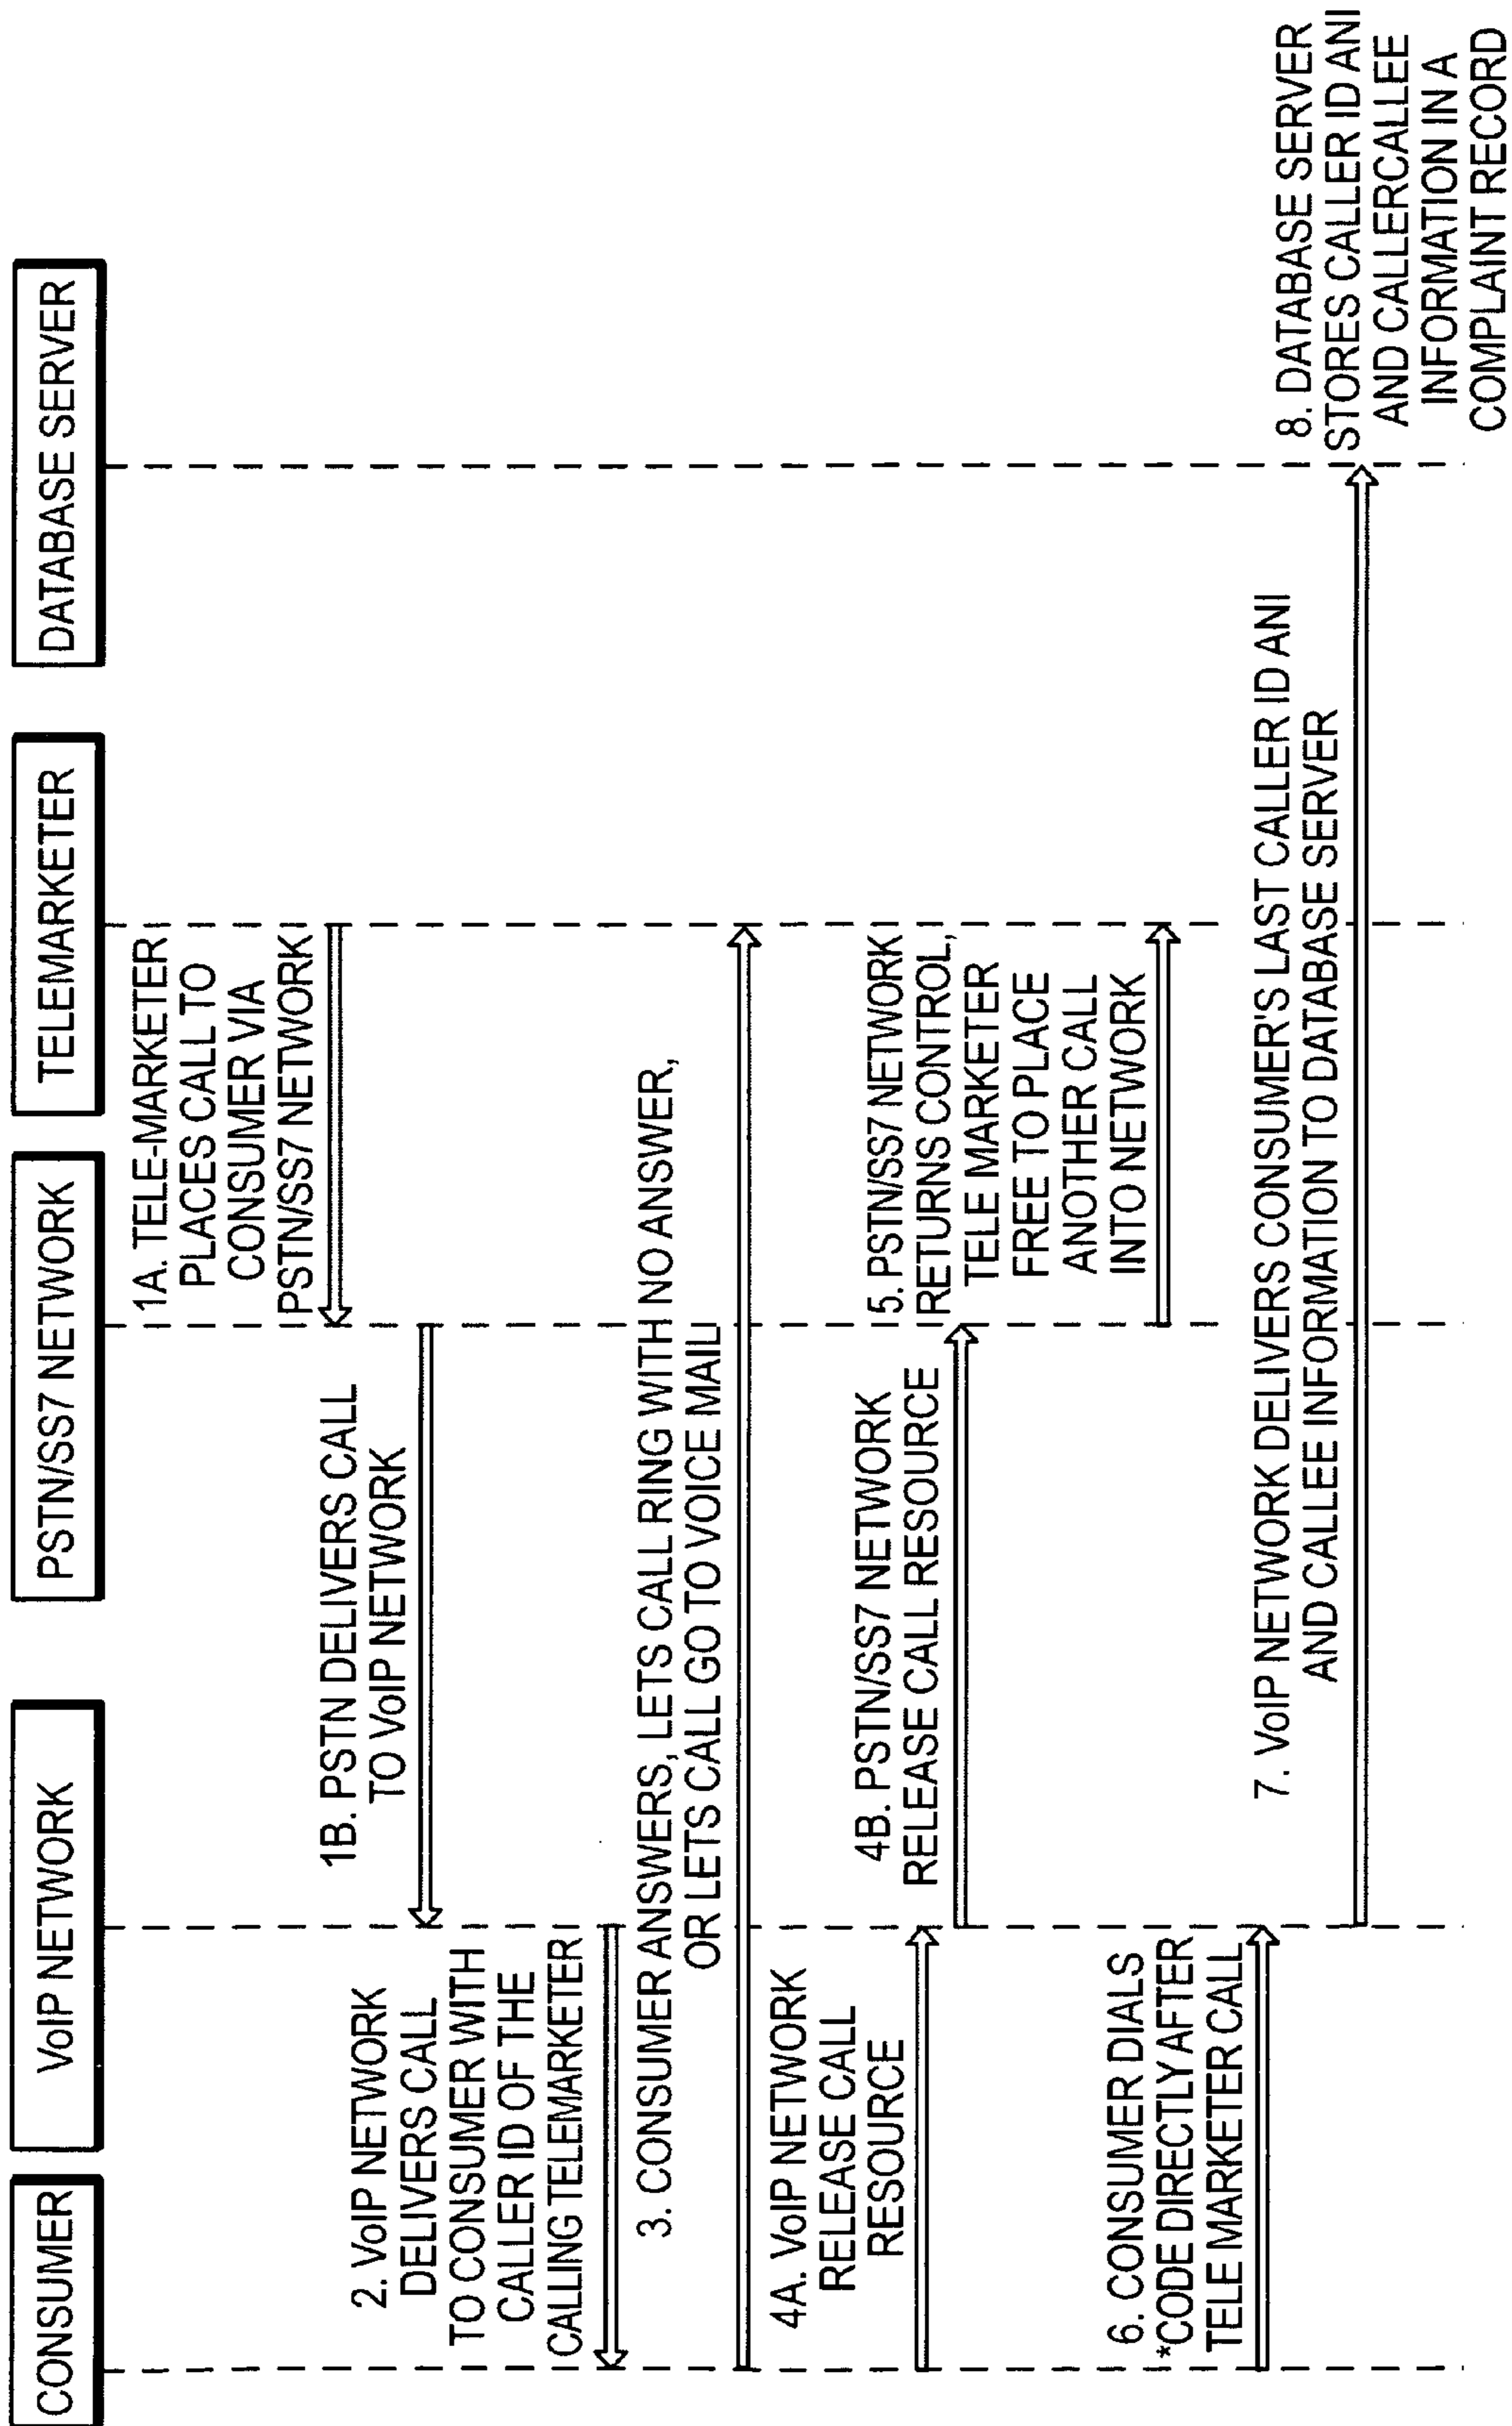 CONSUMER
VoIP NETWORK
PSTN/SS7 NETWORK
TELEMARKETER
DATABASE SERVER
1A. TELE-MARKETER
PLACES CALL TO
CONSUMER VIA
PSTN/SS7 NETWORK
1B. PSTN DELIVERS CALL
TO VoIP NETWORK
2. VoIP NETWORK
DELIVERS CALL
TO CONSUMER WITH
CALLER ID OF THE
CALLING TELEMARKETER
3. CONSUMER ANSWERS, LETS CALL RING WITH NO ANSWER,
OR LETS CALL GO TO VOICE MAIL
4A. VoIP NETWORK
RELEASE CALL
RESOURCE
4B. PSTN/SS7 NETWORK
RELEASE CALL RESOURCE
5. PSTN/SS7 NETWORK
RETURNS CONTROL,
TELE MARKETER
FREE TO PLACE
ANOTHER CALL
INTO NETWORK
6. CONSUMER DIALS
*CODE DIRECTLY AFTER
TELE MARKETER CALL
7. VoIP NETWORK DELIVERS CONSUMER'S LAST CALLER ID ANI
AND CALLEE INFORMATION TO DATABASE SERVER
8. DATABASE SERVER
STORES CALLER ID ANI
AND CALLERCALLEE
INFORMATION IN A
COMPLAINT RECORD